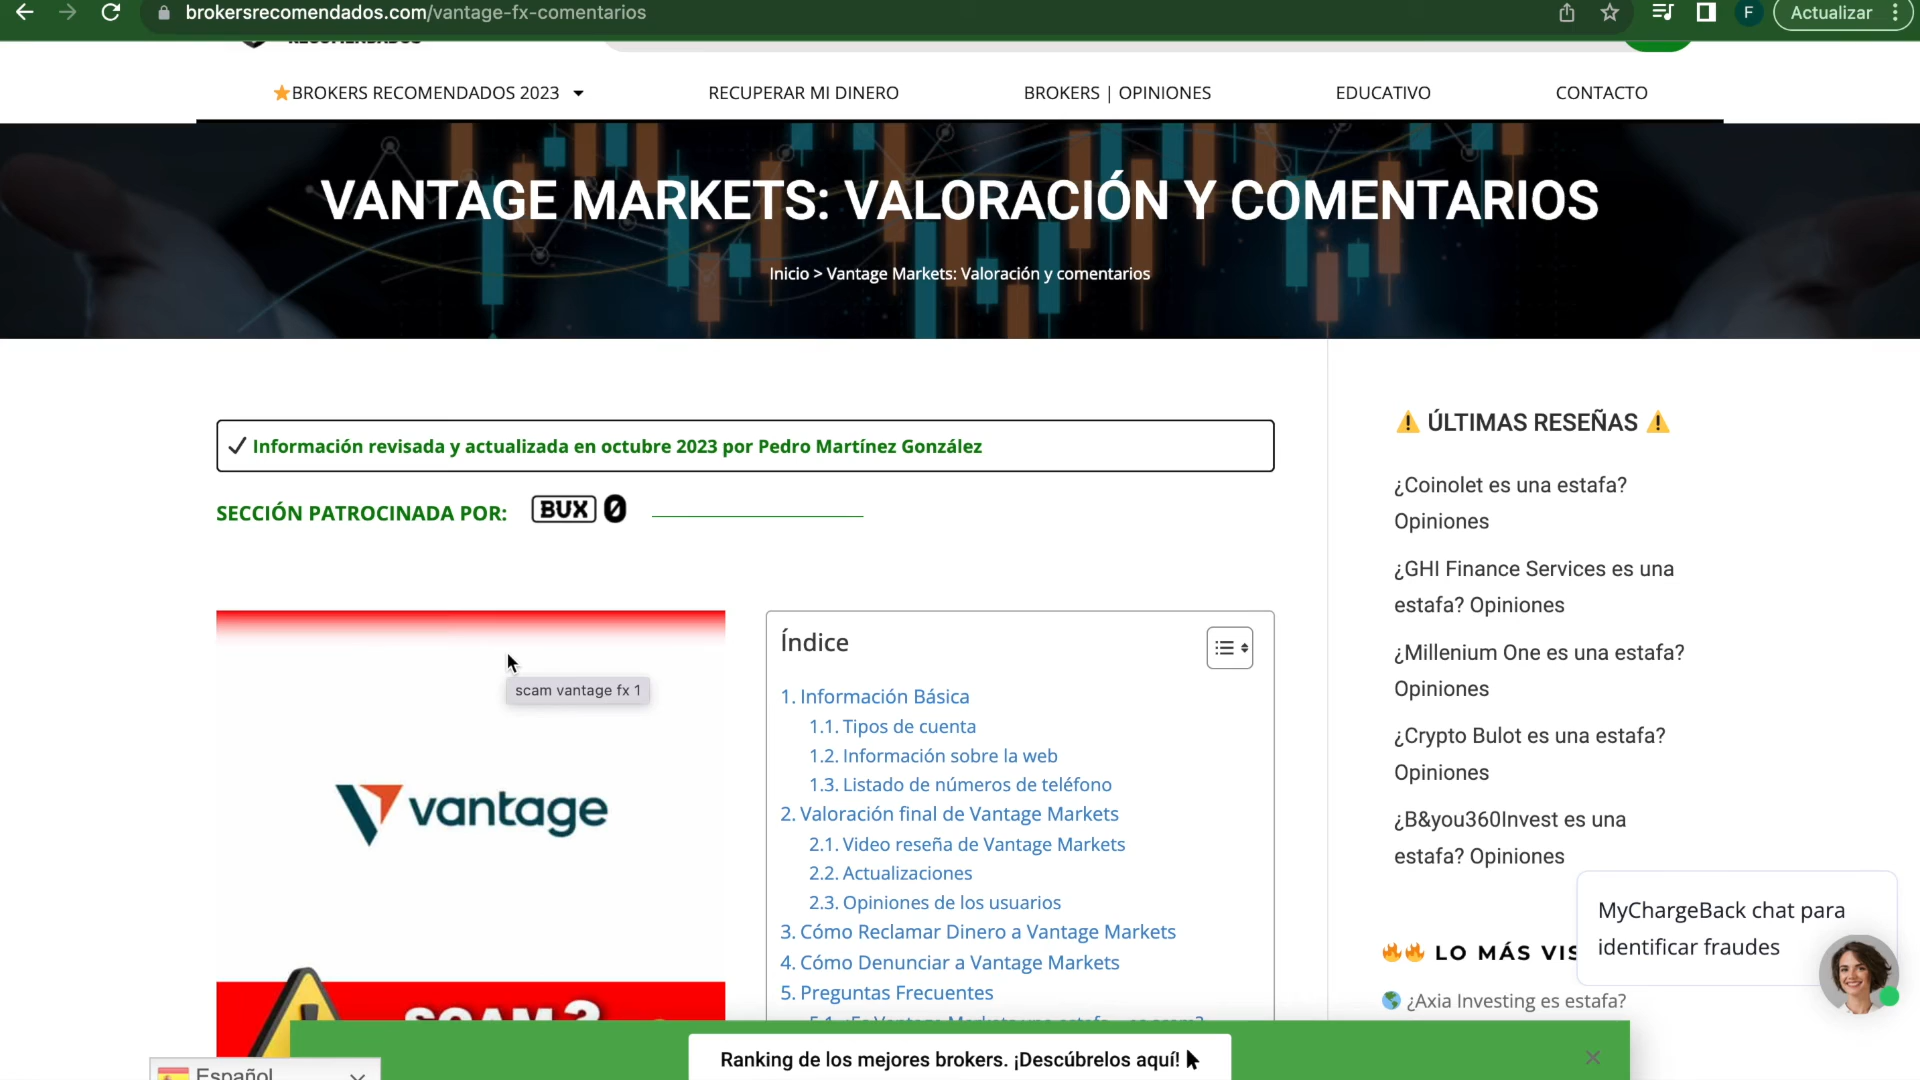 brokersrecomendados.com/vantage-fx-comentarios
F
Actualizar
⭐BROKERS RECOMENDADOS 2023
RECUPERAR MI DINERO
BROKERS | OPINIONES
EDUCATIVO
CONTACTO
VANTAGE MARKETS: VALORACIÓN Y COMENTARIOS
Inicio > Vantage Markets: Valoración y comentarios
✓ Información revisada y actualizada en octubre 2023 por Pedro Martínez González
SECCIÓN PATROCINADA POR: BUX 0
scam vantage fx 1
vantage
SCAM ?
Índice
1. Información Básica
1.1. Tipos de cuenta
1.2. Información sobre la web
1.3. Listado de números de teléfono
2. Valoración final de Vantage Markets
2.1. Video reseña de Vantage Markets
2.2. Actualizaciones
2.3. Opiniones de los usuarios
3. Cómo Reclamar Dinero a Vantage Markets
4. Cómo Denunciar a Vantage Markets
5. Preguntas Frecuentes
⚠ ÚLTIMAS RESEÑAS ⚠
¿Coinolet es una estafa?
Opiniones
¿GHI Finance Services es una
estafa? Opiniones
¿Millenium One es una estafa?
Opiniones
¿Crypto Bulot es una estafa?
Opiniones
¿B&you360Invest es una
estafa? Opiniones
🔥🔥 LO MÁS VIS
🌎 ¿Axia Investing es estafa?
MyChargeBack chat para
identificar fraudes
Ranking de los mejores brokers. ¡Descúbrelos aquí!
Español